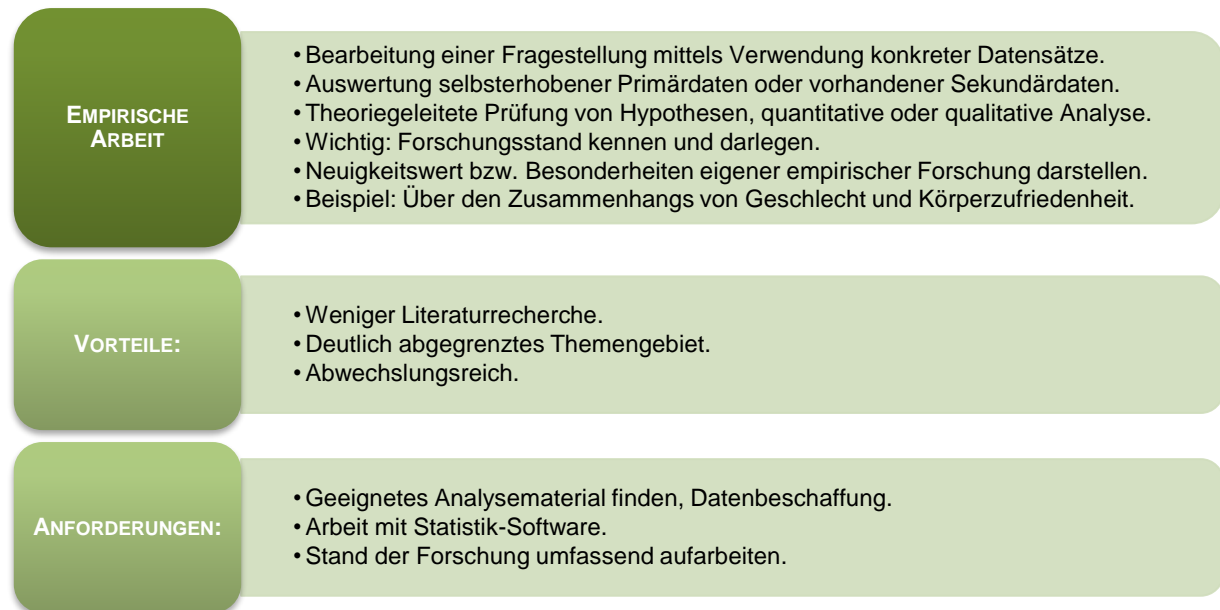 EMPIRISCHE
ARBEIT
• Bearbeitung einer Fragestellung mittels Verwendung konkreter Datensätze.
• Auswertung selbsterhobener Primärdaten oder vorhandener Sekundärdaten.
• Theoriegeleitete Prüfung von Hypothesen, quantitative oder qualitative Analyse.
• Wichtig: Forschungsstand kennen und darlegen.
• Neuigkeitswert bzw. Besonderheiten eigener empirischer Forschung darstellen.
• Beispiel: Über den Zusammenhangs von Geschlecht und Körperzufriedenheit.
VORTEILE:
• Weniger Literaturrecherche.
• Deutlich abgegrenztes Themengebiet.
• Abwechslungsreich.
ANFORDERUNGEN:
• Geeignetes Analysematerial finden, Datenbeschaffung.
• Arbeit mit Statistik-Software.
• Stand der Forschung umfassend aufarbeiten.